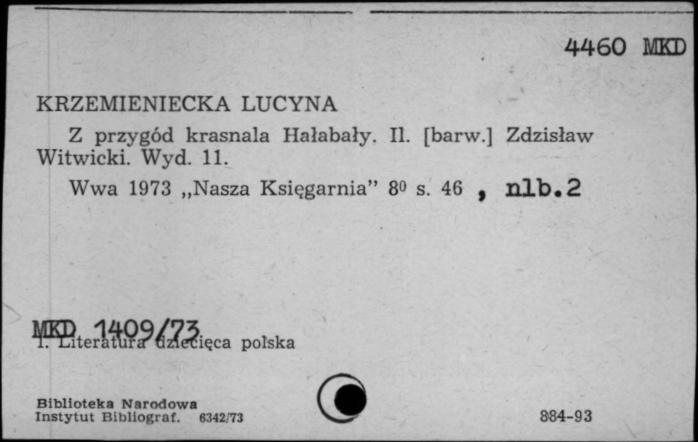 4460 MKD
KRZEMIENIECKA LUCYNA
Z przygód krasnala Hałabały. Il. [barw.] Zdzisław
Witwicki. Wyd. 11.
Wwa 1973 „Nasza Księgarnia” 8⁰ s. 46 , nlb.2
MKD 1409/73
1. Literatura dziecięca polska
Biblioteka Narodowa
Instytut Bibliograf. 6342/73
884-93